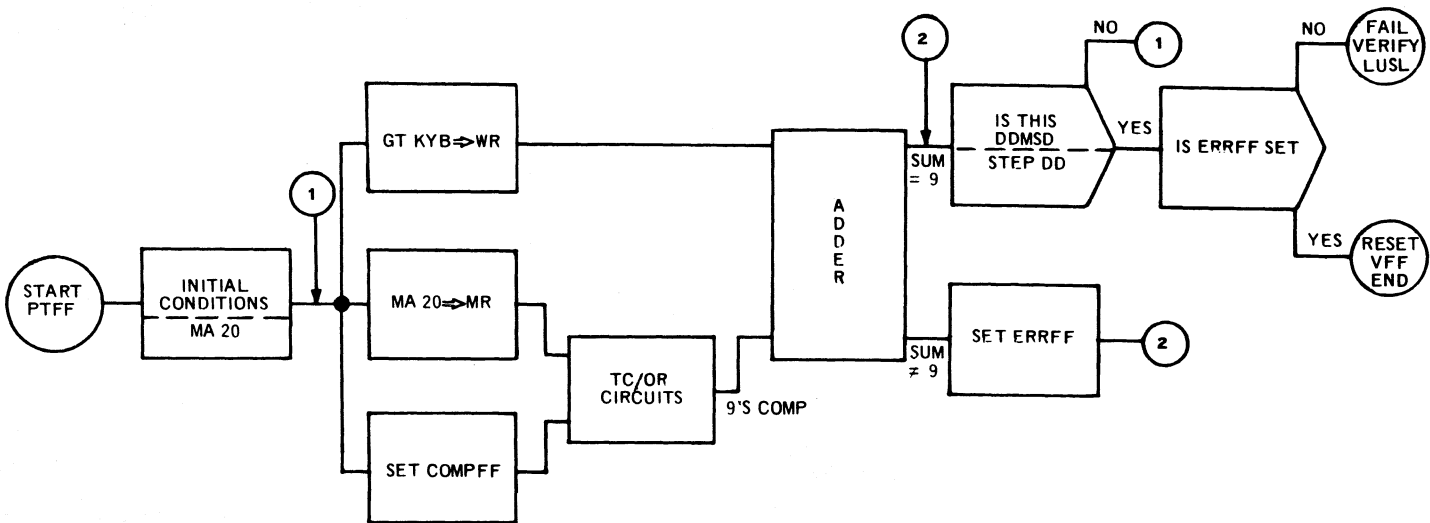 START
PTFF
INITIAL
CONDITIONS
MA 20
1
GT KYB⇒WR
MA 20⇒MR
SET COMPFF
TC/OR
CIRCUITS
9'S COMP
ADDER
2
SUM
= 9
IS THIS
DDMSD
STEP DD
NO
1
YES
IS ERRFF SET
NO
FAIL
VERIFY
LUSL
YES
RESET
VFF
END
SUM
≠ 9
SET ERRFF
2